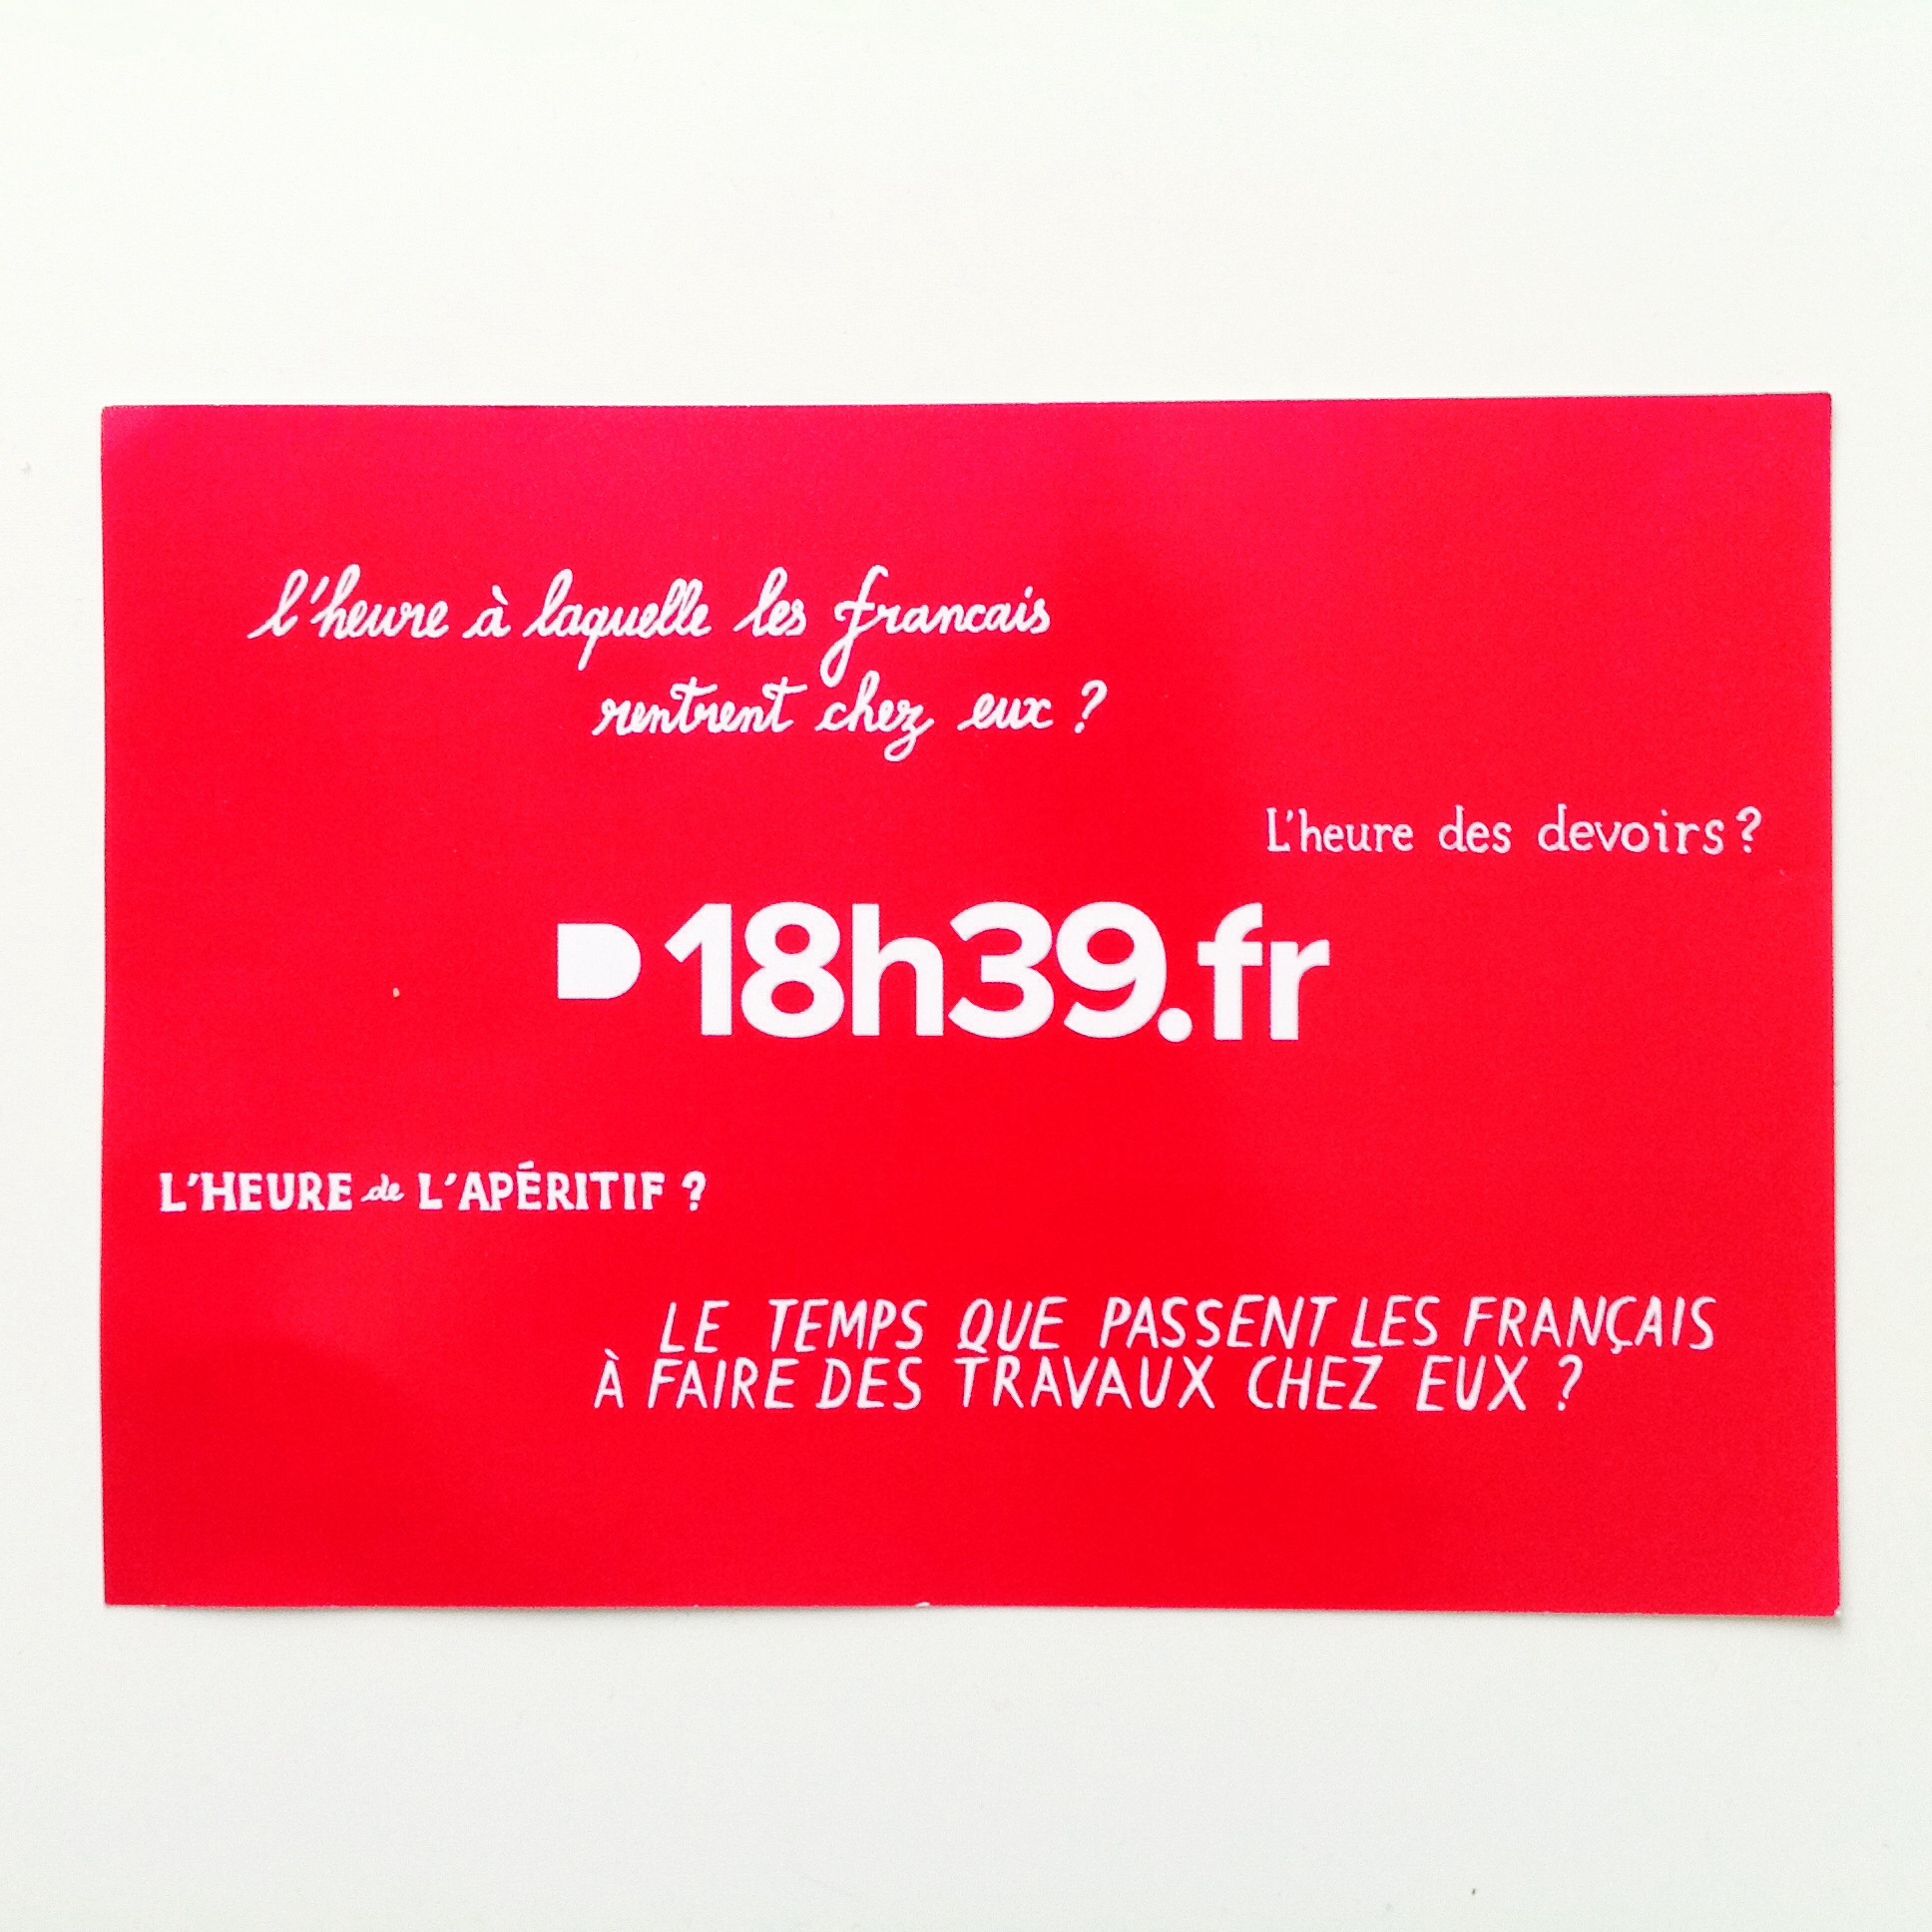 l'heure à laquelle les francais
rentrent chez eux ?
L'heure des devoirs ?
18h39.fr
L'HEURE de L'APÉRITIF ?
LE TEMPS QUE PASSENT LES FRANÇAIS
À FAIRE DES TRAVAUX CHEZ EUX ?